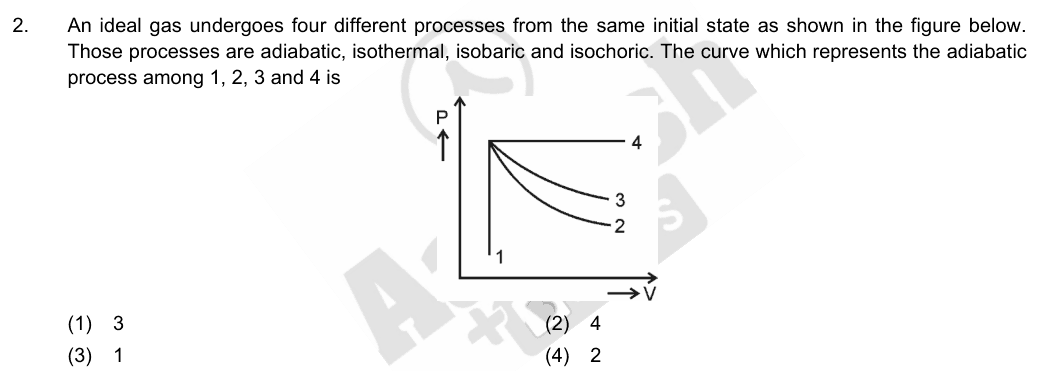 2. An ideal gas undergoes four different processes from the same initial state as shown in the figure below.
Those processes are adiabatic, isothermal, isobaric and isochoric. The curve which represents the adiabatic
process among 1, 2, 3 and 4 is
P
4
3
2
1
V
(1) 3
(2) 4
(3) 1
(4) 2